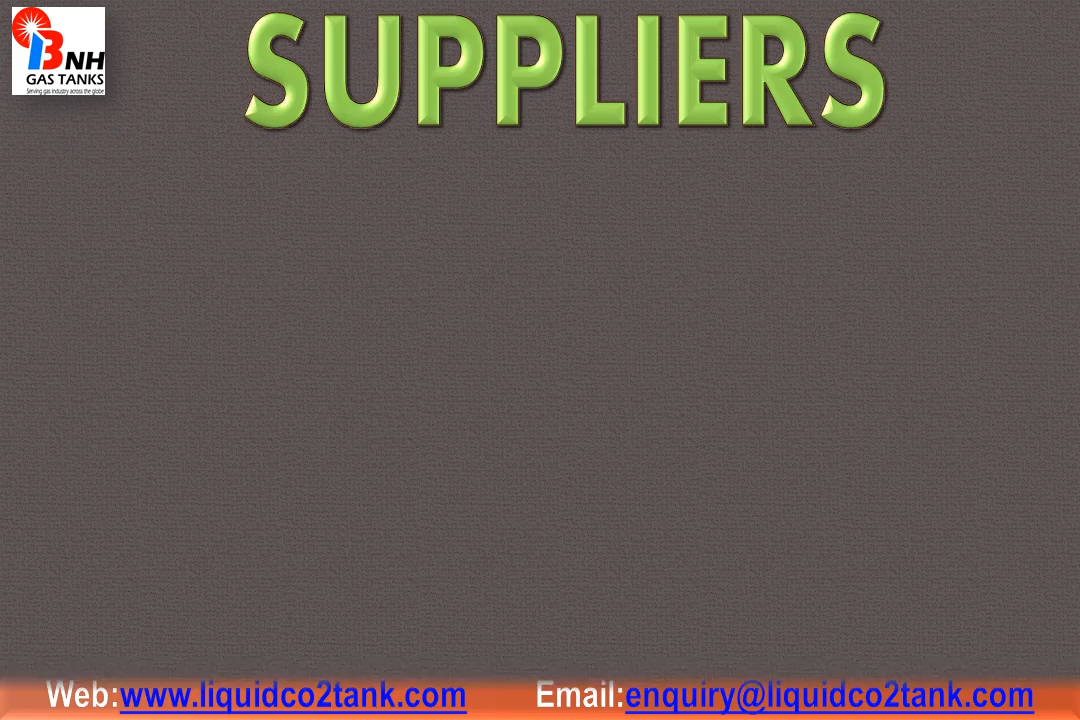 BNH
GAS TANKS
Serving gas industry across the globe
SUPPLIERS
Web:www.liquidco2tank.com Email:enquiry@liquidco2tank.com